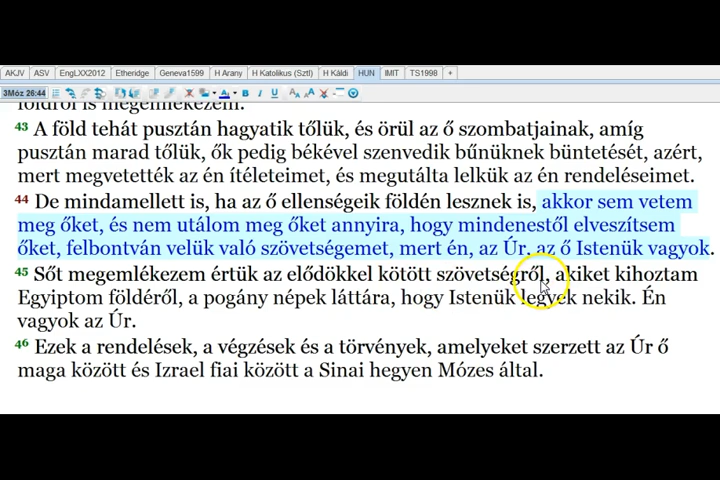 AKJV ASV EngLXX2012 Etheridge Geneva1599 H Arany H Katolikus (Sztl) H Káldi HUN IMIT TS1998 +
3Móz 26:44 B I U
földről is megemlékezem.
43 A föld tehát pusztán hagyatik tőlük, és örül az ő szombatjainak, amíg
pusztán marad tőlük, ők pedig békével szenvedik bűnüknek büntetését, azért,
mert megvetették az én ítéleteimet, és megutálta lelkük az én rendeléseimet.
44 De mindamellett is, ha az ő ellenségeik földén lesznek is, akkor sem vetem
meg őket, és nem utálom meg őket annyira, hogy mindenestől elveszítsem
őket, felbontván velük való szövetségemet, mert én, az Úr, az ő Istenük vagyok.
45 Sőt megemlékezem értük az elődökkel kötött szövetségről, akiket kihoztam
Egyiptom földéről, a pogány népek láttára, hogy Istenük legyek nekik. Én
vagyok az Úr.
46 Ezek a rendelések, a végzések és a törvények, amelyeket szerzett az Úr ő
maga között és Izrael fiai között a Sinai hegyen Mózes által.